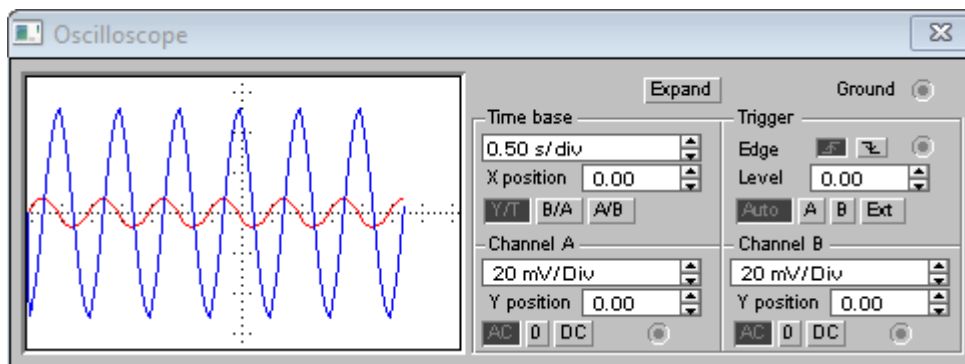 Oscilloscope
Expand Ground
Time base
0.50 s/div
X position 0.00
Y/T B/A A/B
Trigger
Edge
Level 0.00
Auto A B Ext
Channel A
20 mV/Div
Y position 0.00
AC 0 DC
Channel B
20 mV/Div
Y position 0.00
AC 0 DC